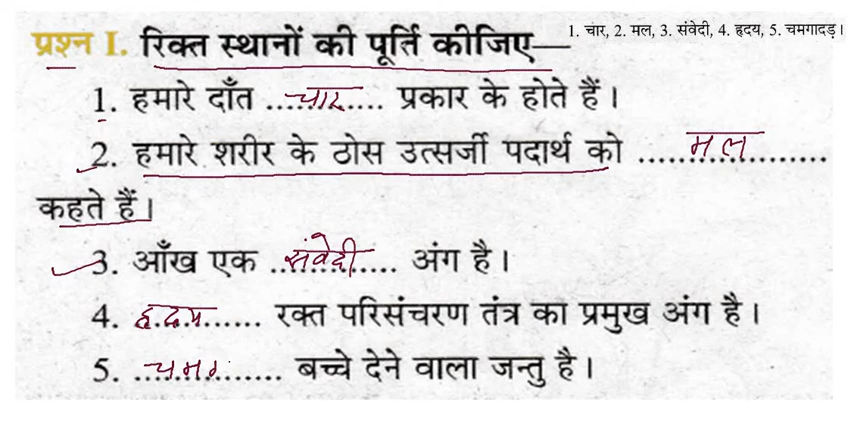 प्रश्न I. रिक्त स्थानों की पूर्ति कीजिए— 1. चार, 2. मल, 3. संवेदी, 4. हृदय, 5. चमगादड़।
1. हमारे दाँत ...चार.... प्रकार के होते हैं।
2. हमारे शरीर के ठोस उत्सर्जी पदार्थ को ......मल..........
कहते हैं।
3. आँख एक ..संवेदी.... अंग है।
4. हृदय...... रक्त परिसंचरण तंत्र का प्रमुख अंग है।
5. ..चमग....... बच्चे देने वाला जन्तु है।